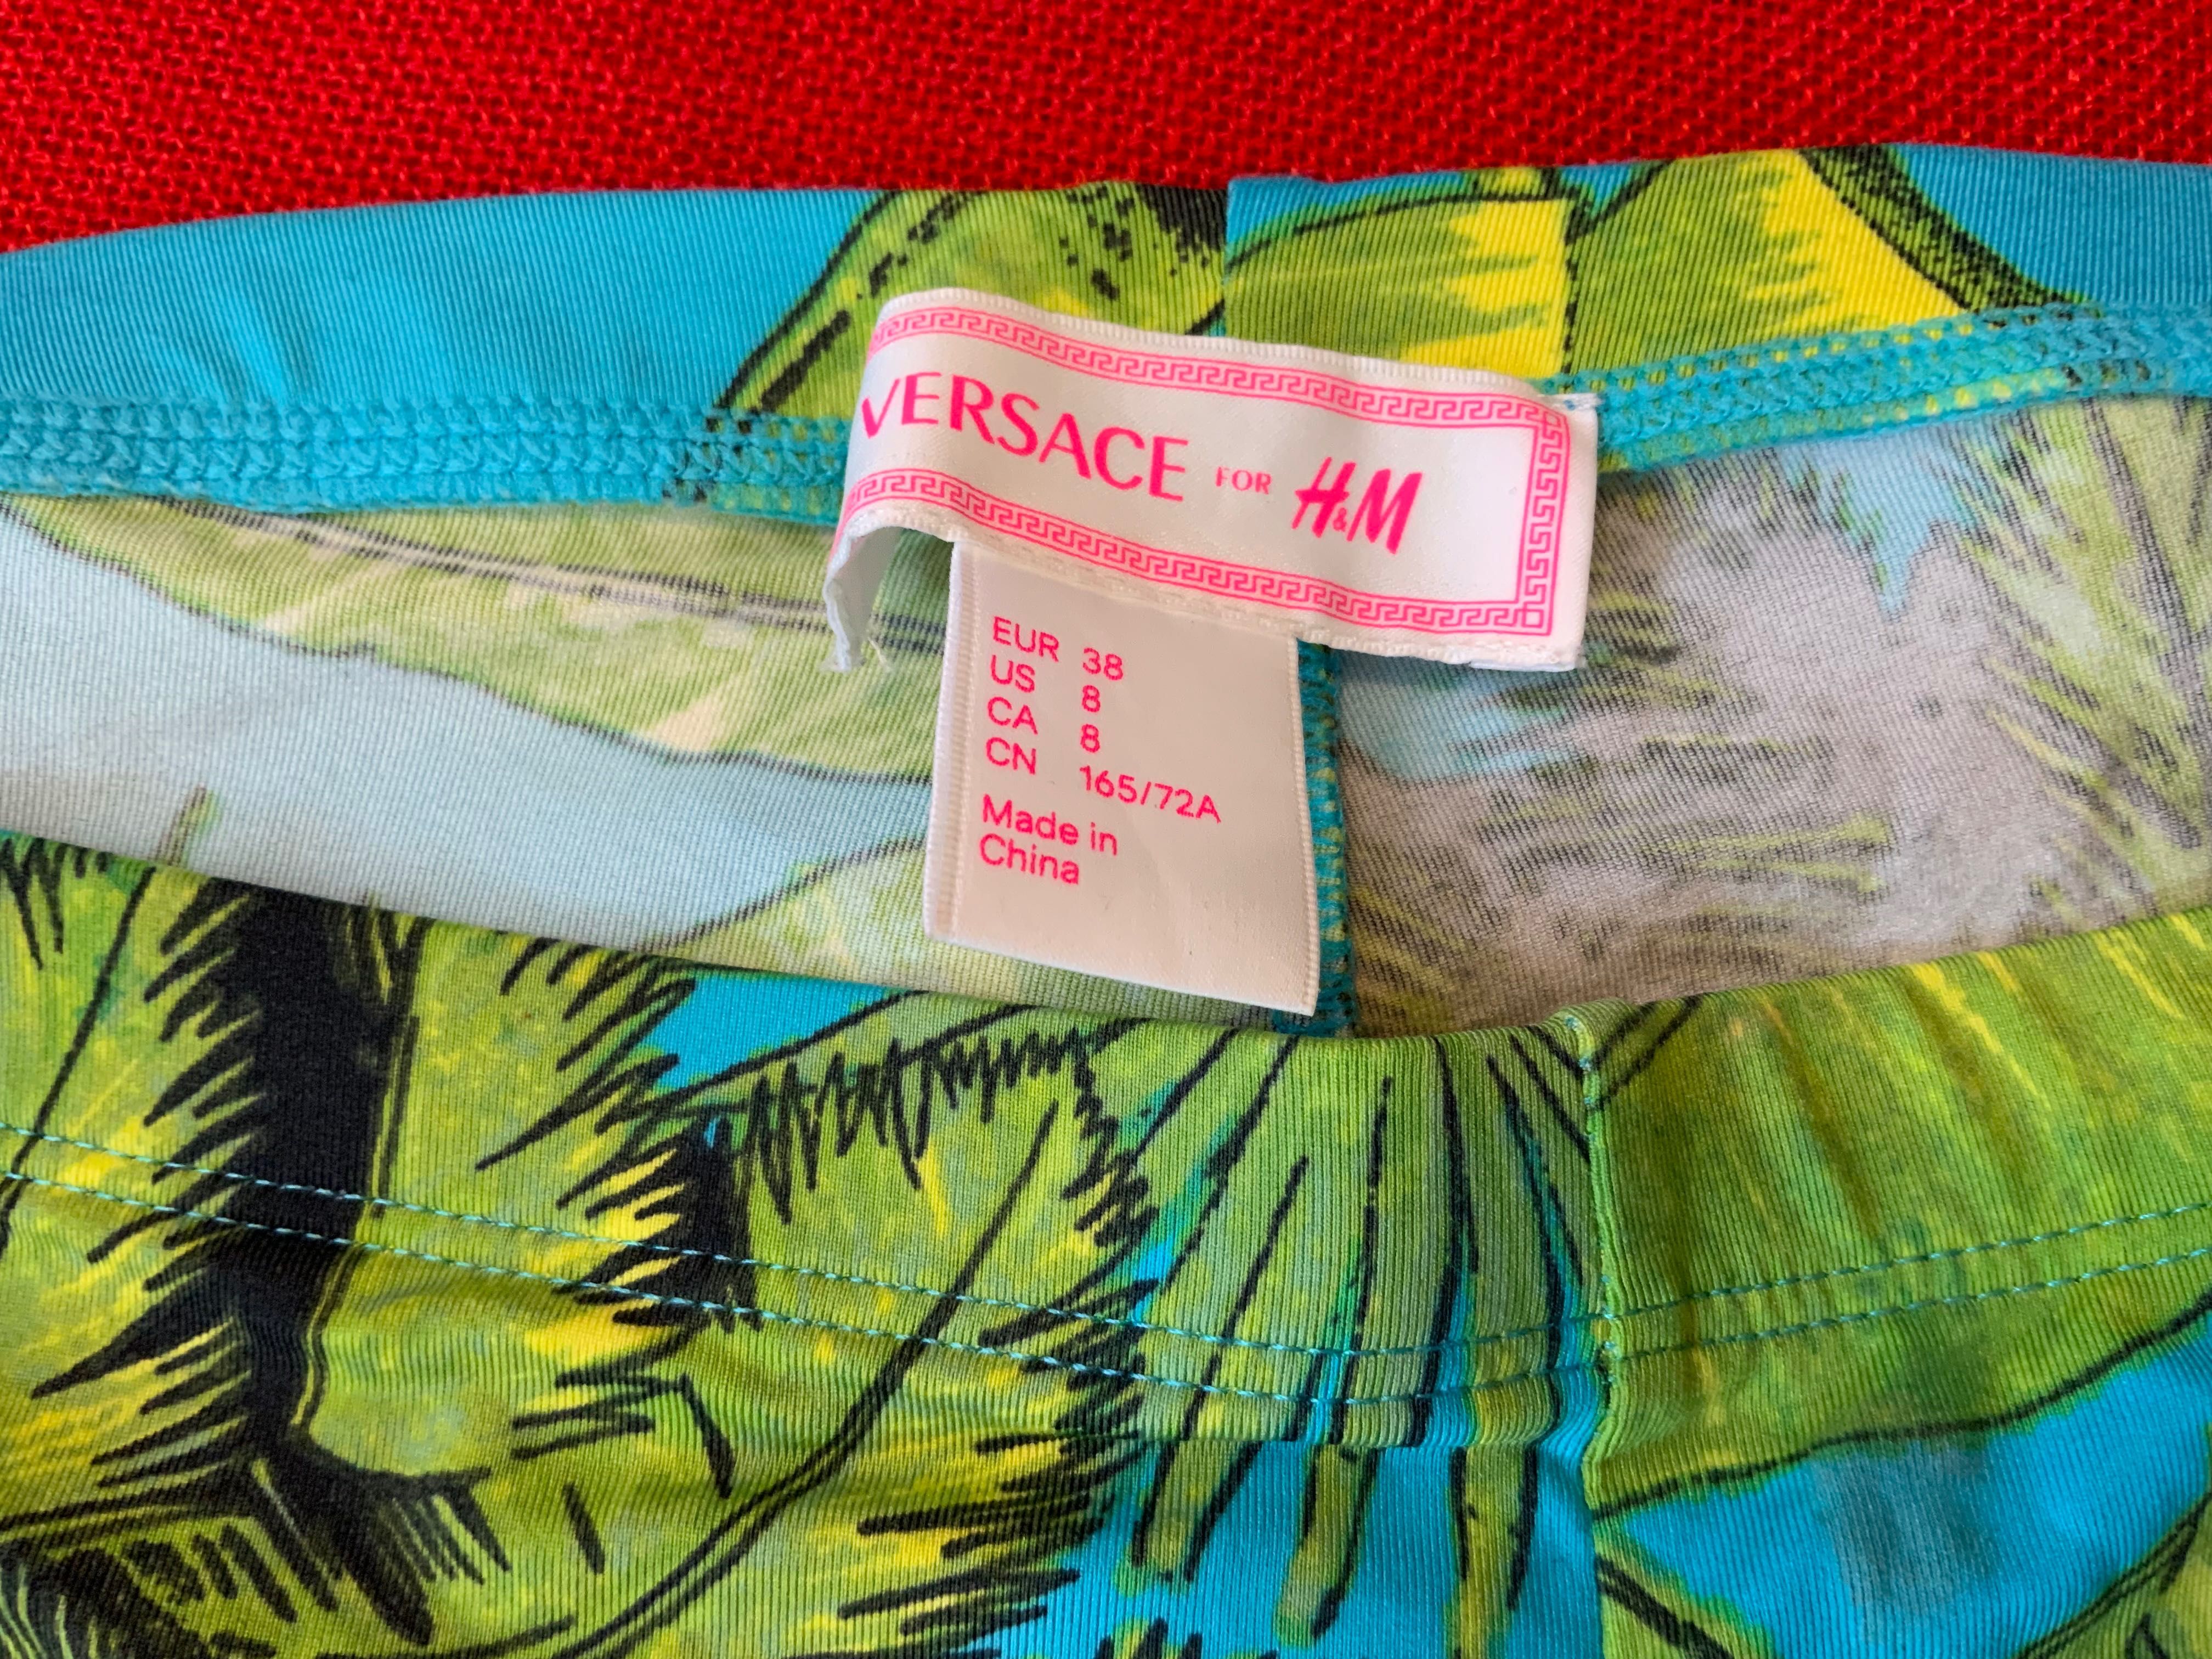 VERSACE FOR H&M
EUR 38
US 8
CA 8
CN 165/72A
Made in
China